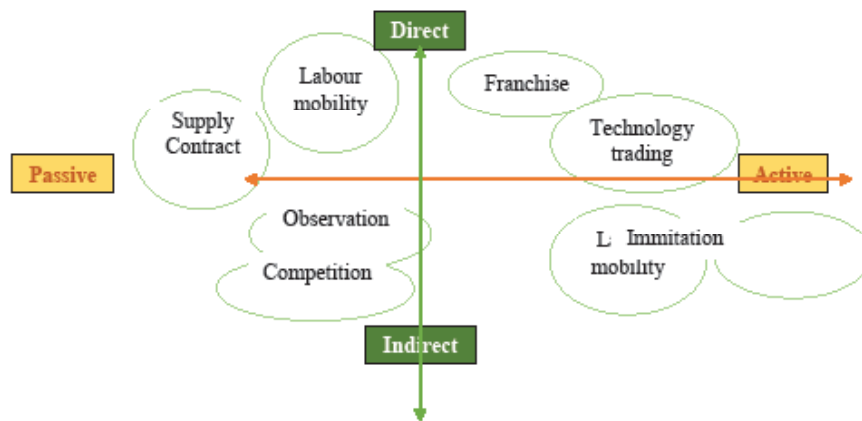 Direct
Labour
mobility
Franchise
Supply
Contract
Technology
trading
Passive
Active
Observation
Immitation
mobility
Competition
Indirect